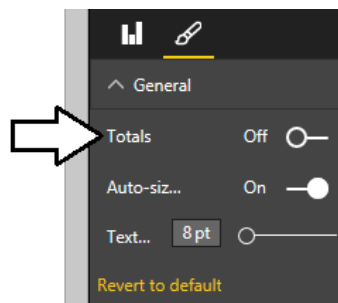 General
Totals Off
Auto-siz... On
Text... 8 pt
Revert to default